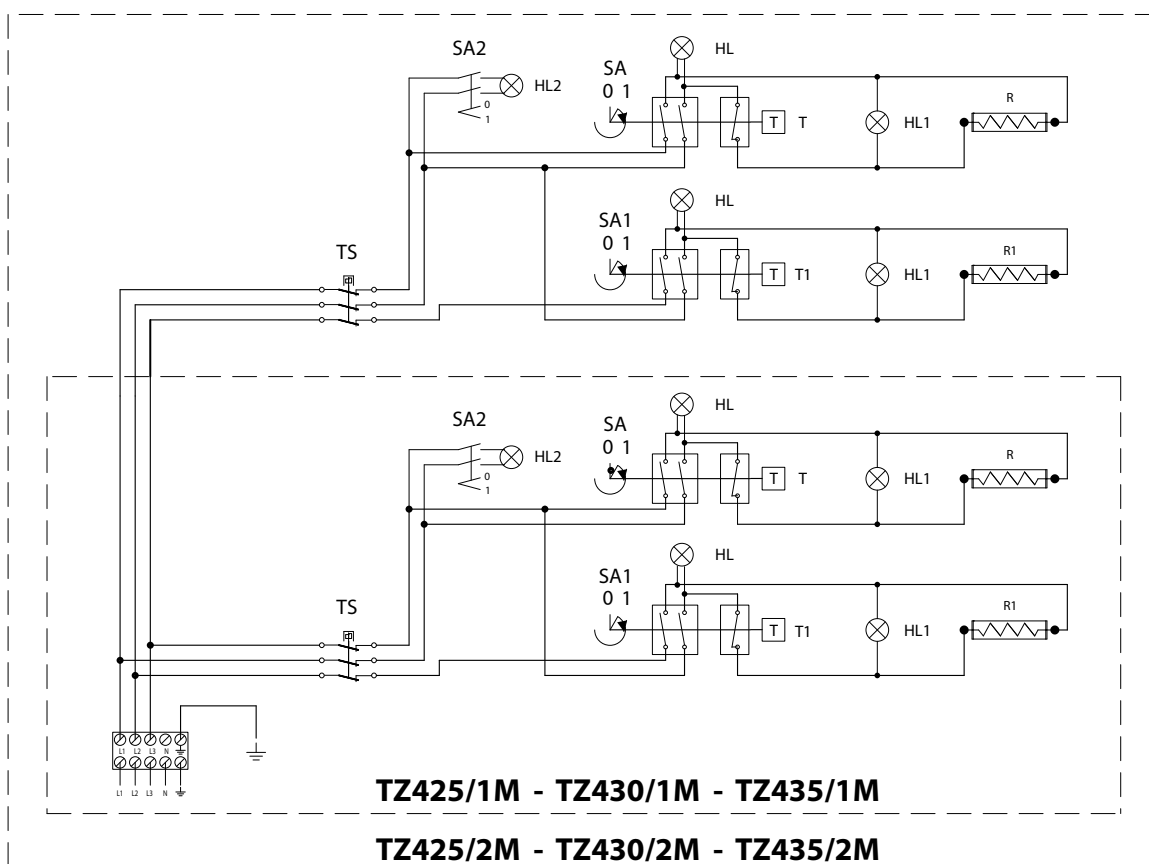 SA2
HL2
0
1
SA
0 1
HL
T T
HL1
R
SA1
0 1
HL
T T1
HL1
R1
TS
SA2
HL2
0
1
SA
0 1
HL
T T
HL1
R
SA1
0 1
HL
T T1
HL1
R1
TS
L1 L2 L3 N
L1 L2 L3 N
TZ425/1M - TZ430/1M - TZ435/1M
TZ425/2M - TZ430/2M - TZ435/2M